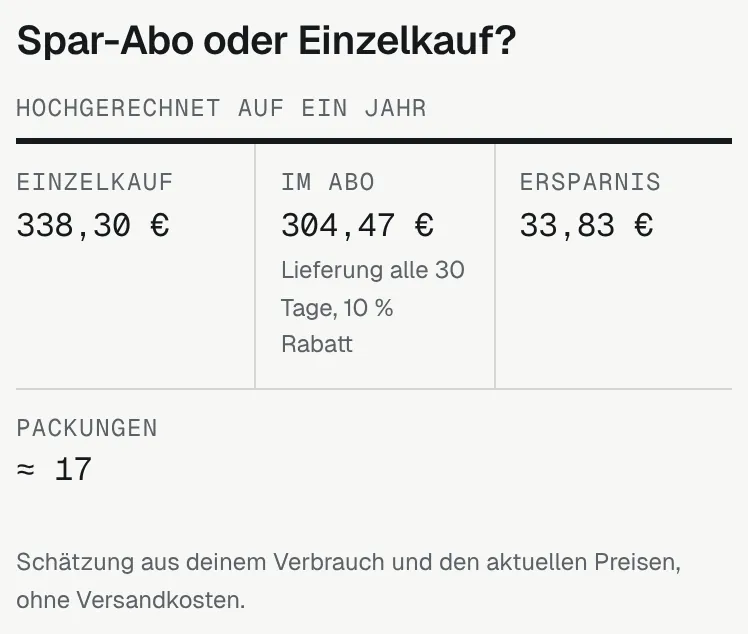 Spar-Abo oder Einzelkauf?
HOCHGERECHNET AUF EIN JAHR
EINZELKAUF
338,30 €
IM ABO
304,47 €
Lieferung alle 30
Tage, 10 %
Rabatt
ERSPARNIS
33,83 €
PACKUNGEN
≈ 17
Schätzung aus deinem Verbrauch und den aktuellen Preisen,
ohne Versandkosten.